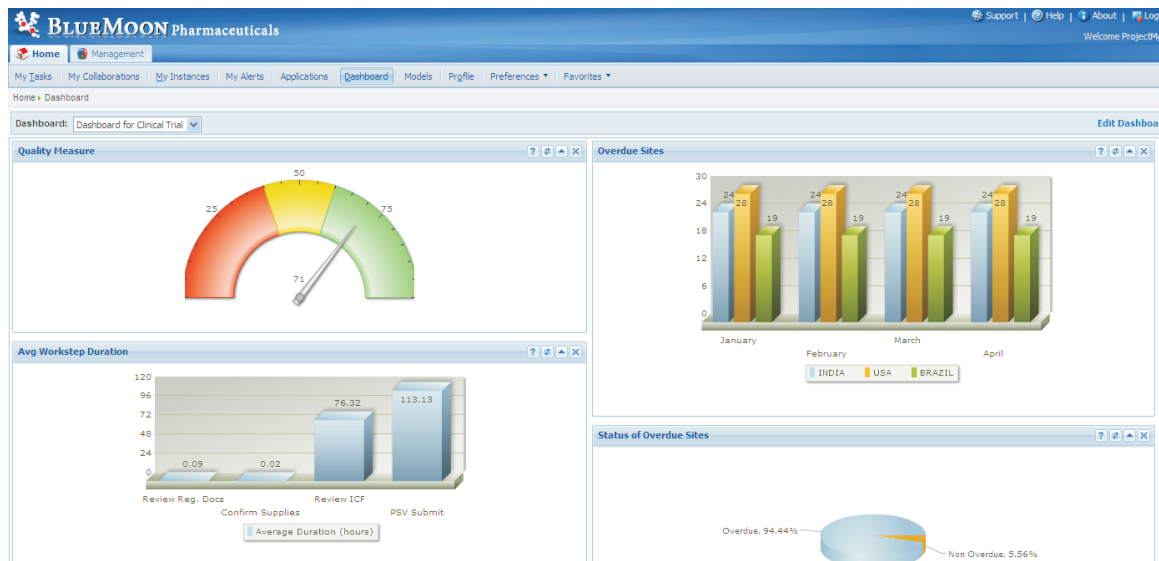 Support | Help | About | Log
BLUEMOON Pharmaceuticals
Welcome ProjectM
Home Management
My Tasks My Collaborations My Instances My Alerts Applications Dashboard Models Profile Preferences Favorites
Home Dashboard
Dashboard: Dashboard for Clinical Trial Edit Dashboa
Quality Measure ?
50
25 75
71
Overdue Sites ?
30
24
18
12
6
0
24 28 19 24 28 19 24 28 19 24 28 19
January March
February April
INDIA USA BRAZIL
Avg Workstep Duration ?
120
96
72
48
24
0
0.09 0.02 76.32 113.13
Review Reg. Docs Review ICF
Confirm Supplies PSV Submit
Average Duration (hours)
Status of Overdue Sites ?
Overdue, 94.44%
Non Overdue, 5.56%